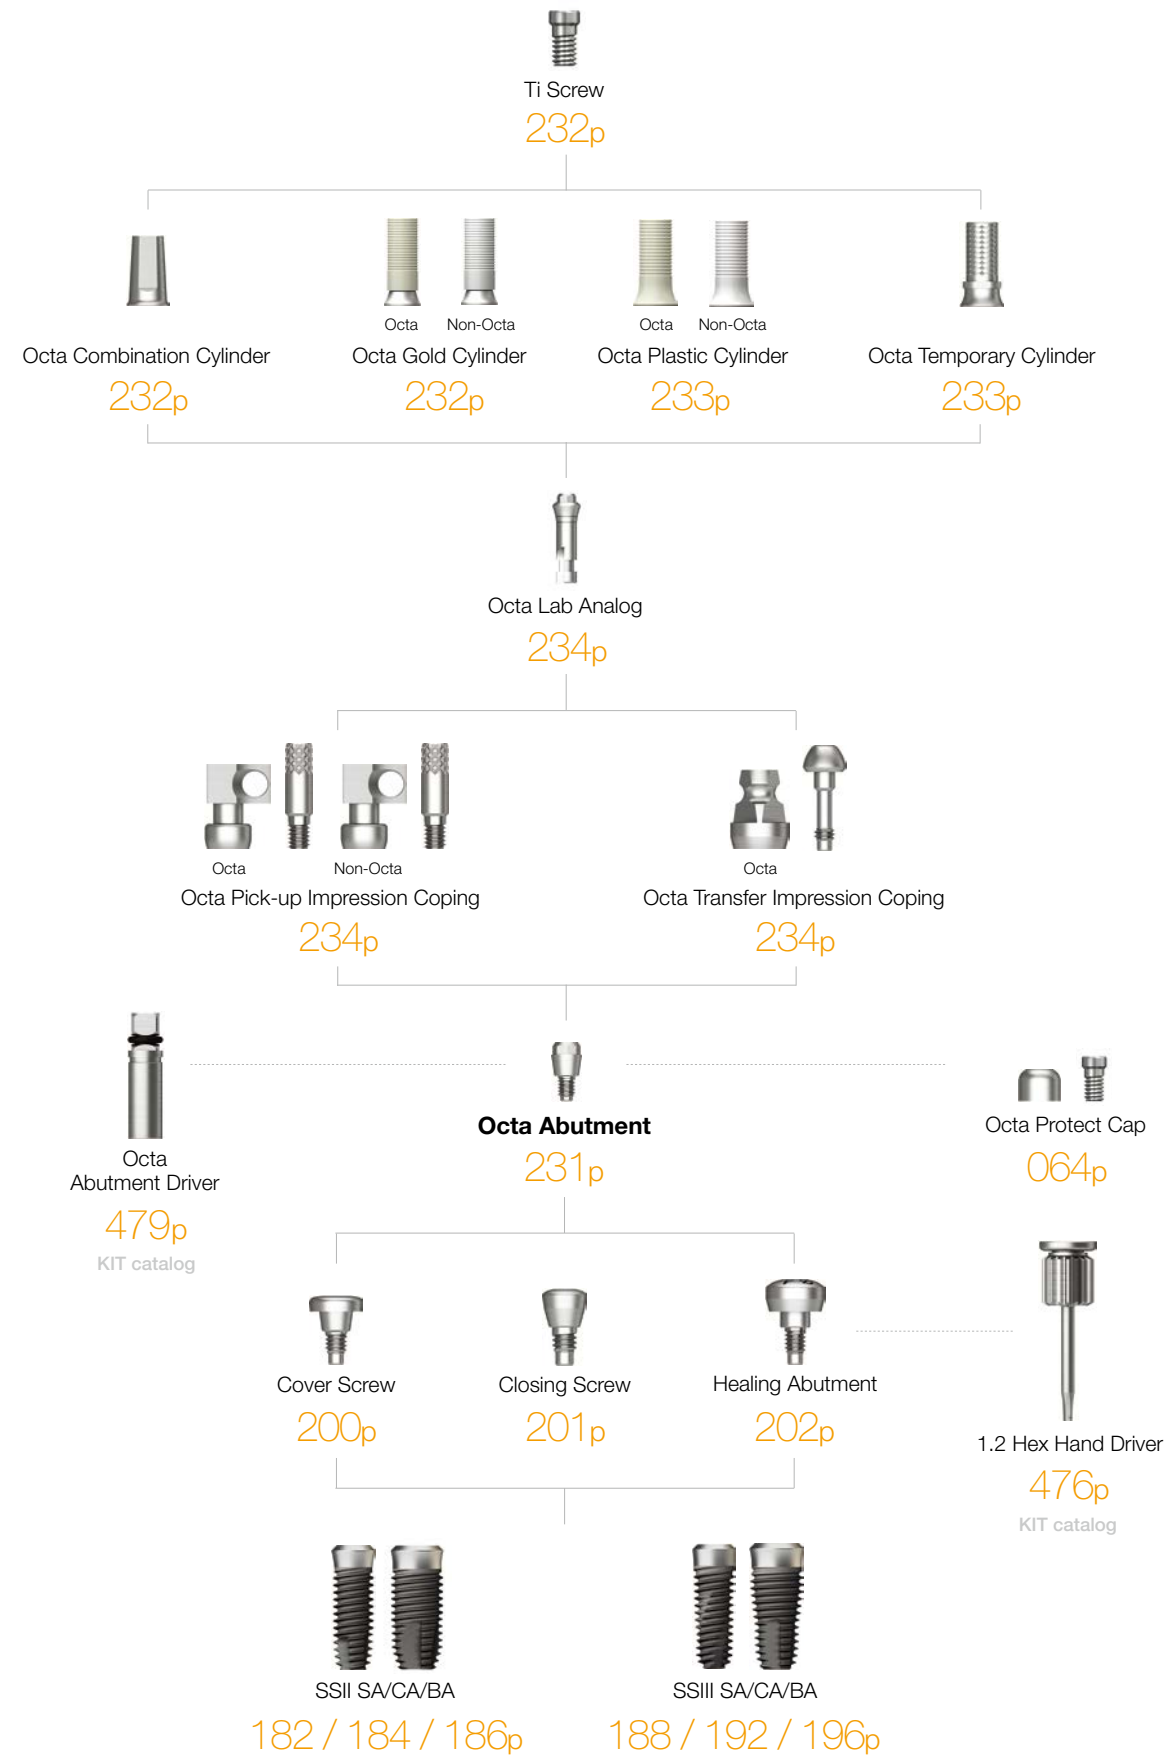 Ti Screw
232p
Octa Non-Octa
Octa Non-Octa
Octa Combination Cylinder
Octa Gold Cylinder
Octa Plastic Cylinder
Octa Temporary Cylinder
232p
232p
233p
233p
Octa Lab Analog
234p
Octa Non-Octa
Octa
Octa Pick-up Impression Coping
Octa Transfer Impression Coping
234p
234p
Octa Abutment
231p
Octa Protect Cap
064p
Octa
Abutment Driver
479p
KIT catalog
Cover Screw
Closing Screw
Healing Abutment
200p
201p
202p
1.2 Hex Hand Driver
476p
KIT catalog
SSII SA/CA/BA
SSIII SA/CA/BA
182 / 184 / 186p
188 / 192 / 196p